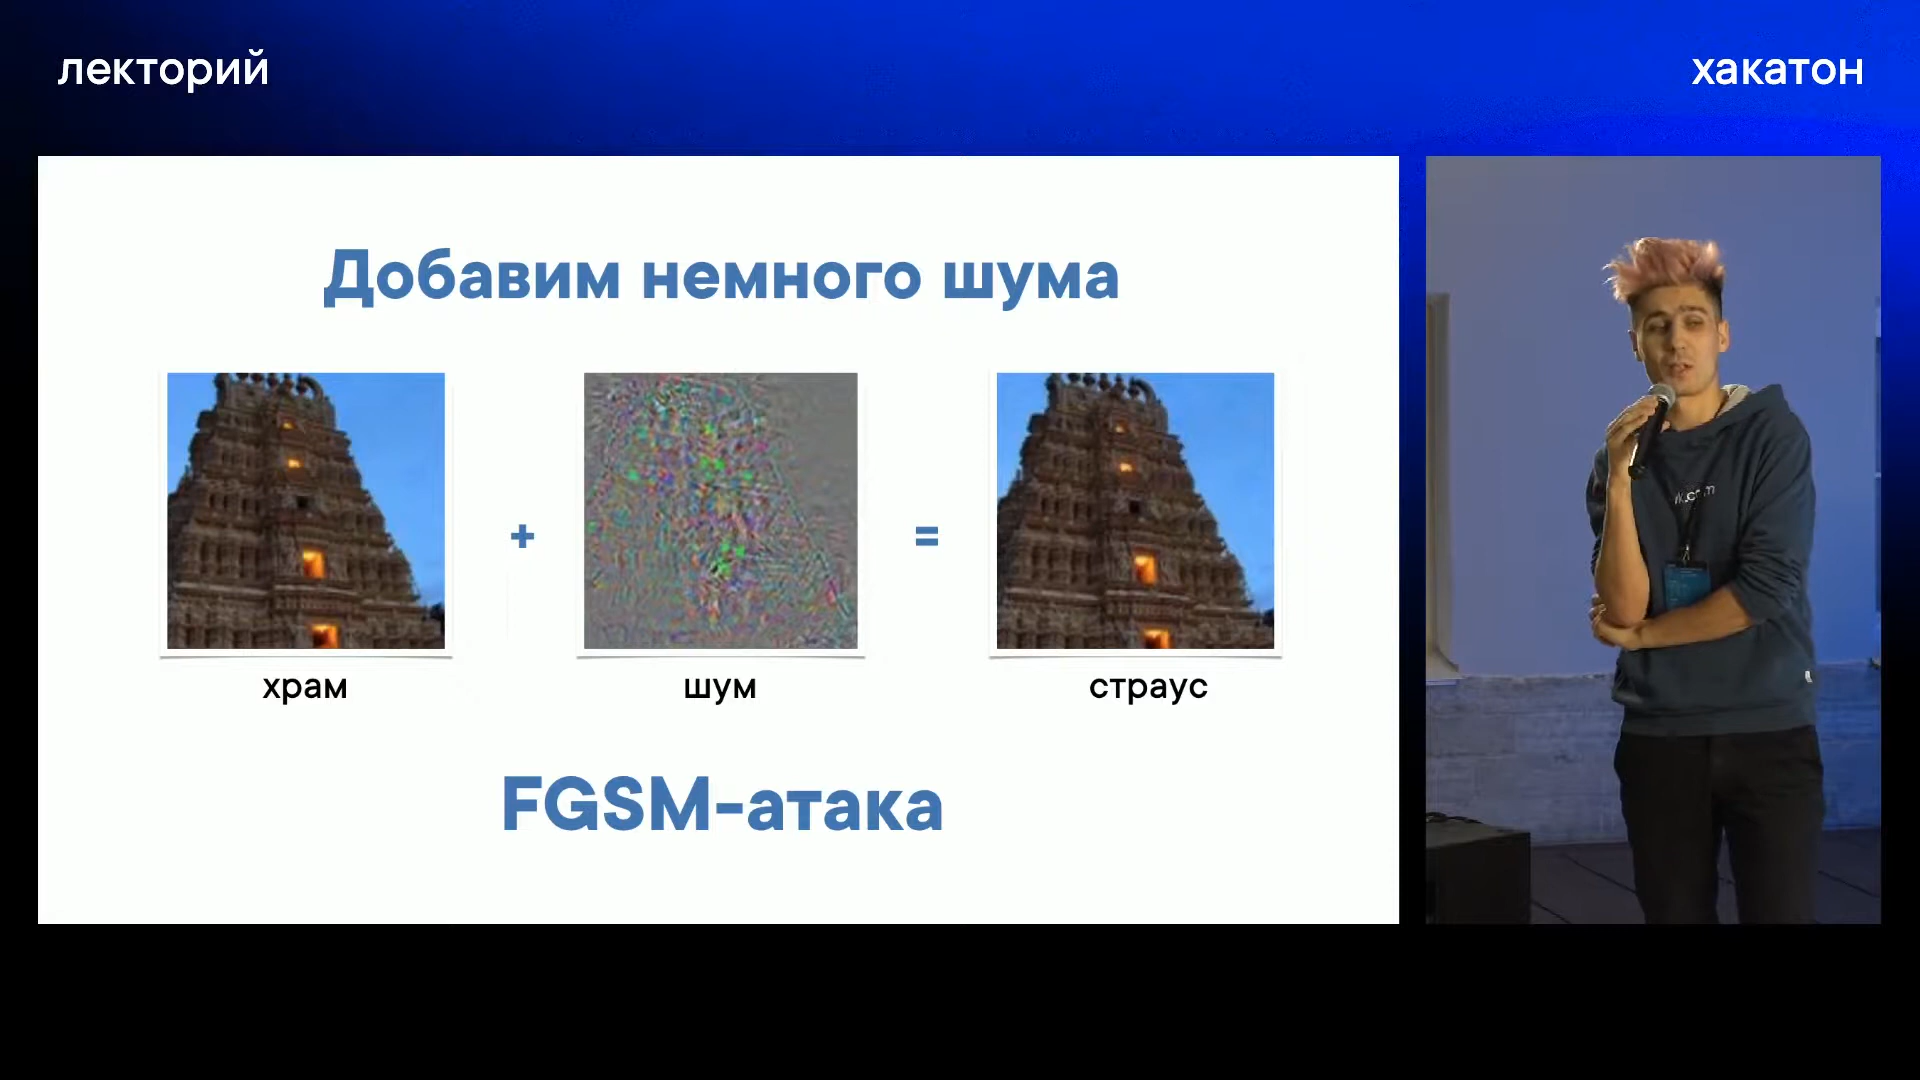 лекторий
хакатон
Добавим немного шума
+
=
храм
шум
страус
FGSM-атака